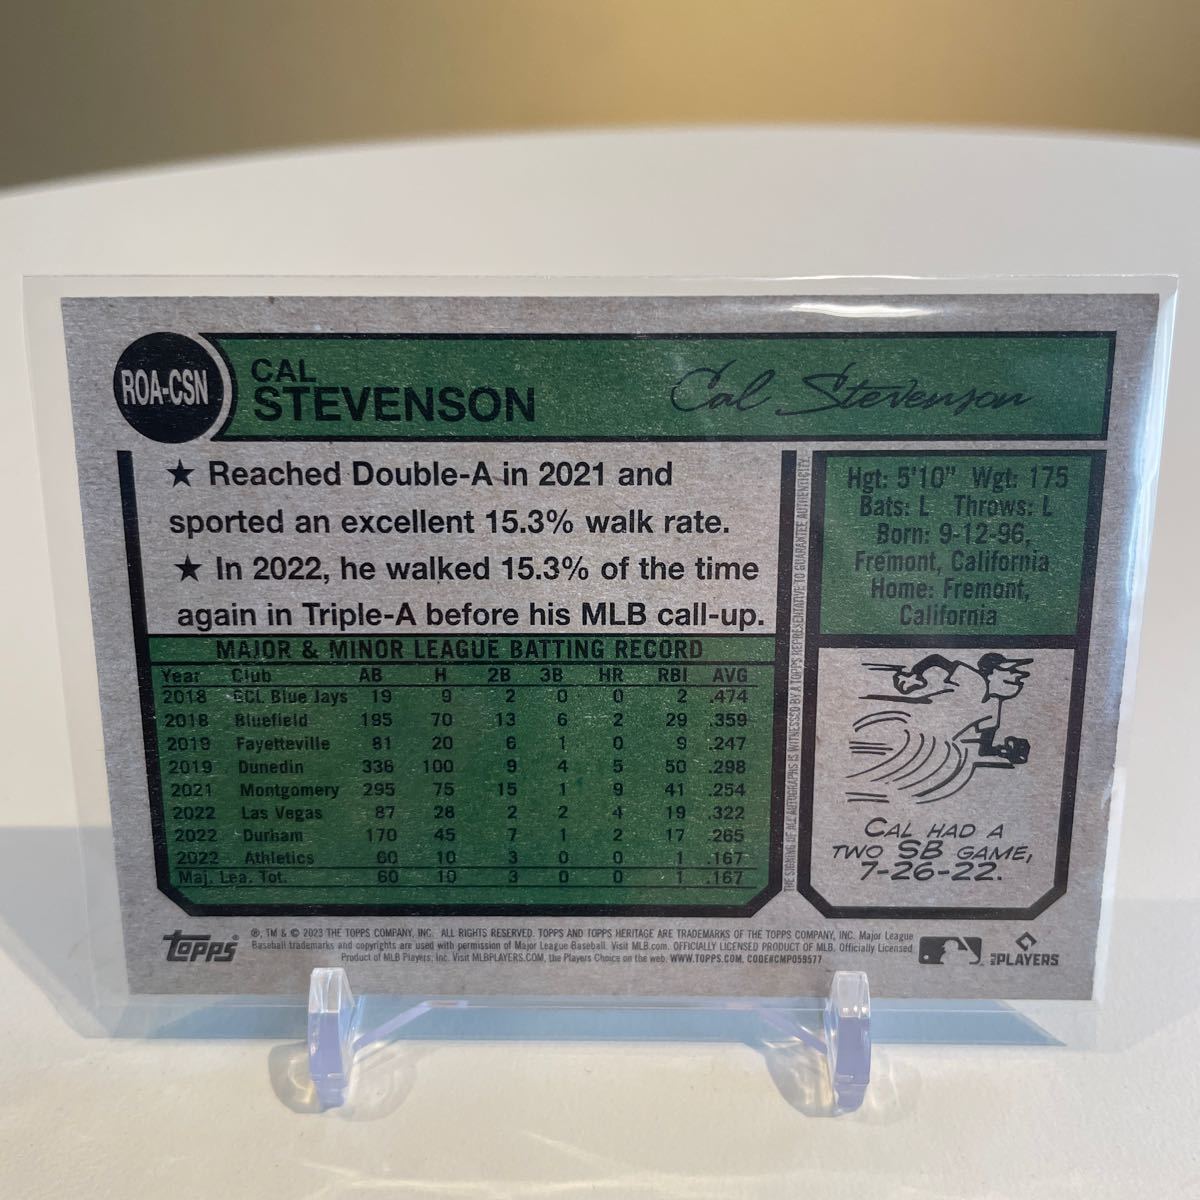 ROA-CSN
CAL
STEVENSON
Cal Stevenson
★ Reached Double-A in 2021 and
sported an excellent 15.3% walk rate.
★ In 2022, he walked 15.3% of the time
again in Triple-A before his MLB call-up.
MAJOR & MINOR LEAGUE BATTING RECORD
Year Club AB H 2B 3B HR RBI AVG
2018 GCL Blue Jays 19 9 2 0 0 2 .474
2018 Bluefield 195 70 13 6 2 29 .359
2019 Fayetteville 81 20 6 1 0 9 .247
2019 Dunedin 336 100 9 4 5 50 .298
2021 Montgomery 295 75 15 1 9 41 .254
2022 Las Vegas 87 28 2 2 4 19 .322
2022 Durham 170 45 7 1 2 17 .265
2022 Athletics 60 10 3 0 0 1 .167
Maj. Lea. Tot. 60 10 3 0 0 1 .167
THE SIGNING OF ALL AUTOGRAPHS IS WITNESSED BY A TOPPS REPRESENTATIVE TO GUARANTEE AUTHENTICITY.
Hgt: 5'10" Wgt: 175
Bats: L Throws: L
Born: 9-12-96,
Fremont, California
Home: Fremont,
California
CAL HAD A
TWO SB GAME,
7-26-22.
TOPPS®
®, TM & © 2023 THE TOPPS COMPANY, INC. ALL RIGHTS RESERVED. TOPPS AND TOPPS HERITAGE ARE TRADEMARKS OF THE TOPPS COMPANY, INC. Major League
Baseball trademarks and copyrights are used with permission of Major League Baseball. Visit MLB.com. OFFICIALLY LICENSED PRODUCT OF MLB. Officially Licensed
Product of MLB Players, Inc. Visit MLBPLAYERS.COM, the Players Choice on the web. WWW.TOPPS.COM. CODE#CMP059577
MLB PLAYERS